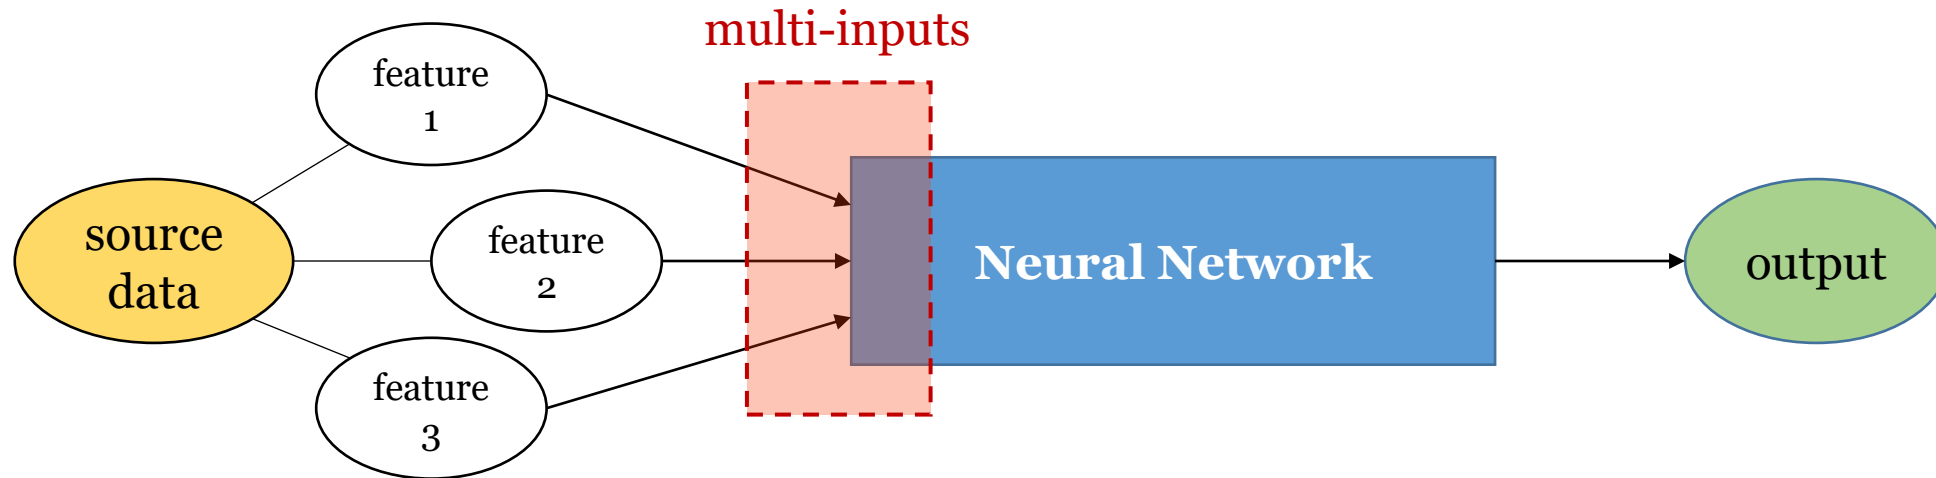 multi-inputs
feature
1
source
data
feature
2
feature
3
Neural Network
output